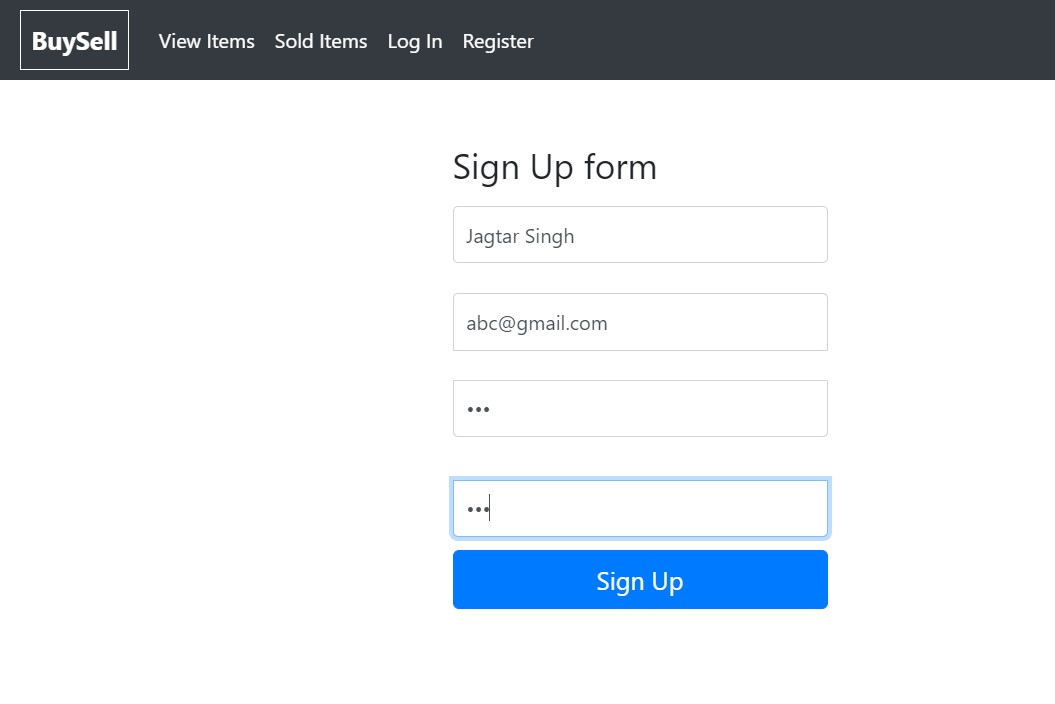 BuySell View Items Sold Items Log In Register
Sign Up form
Jagtar Singh
abc@gmail.com
•••
•••
Sign Up